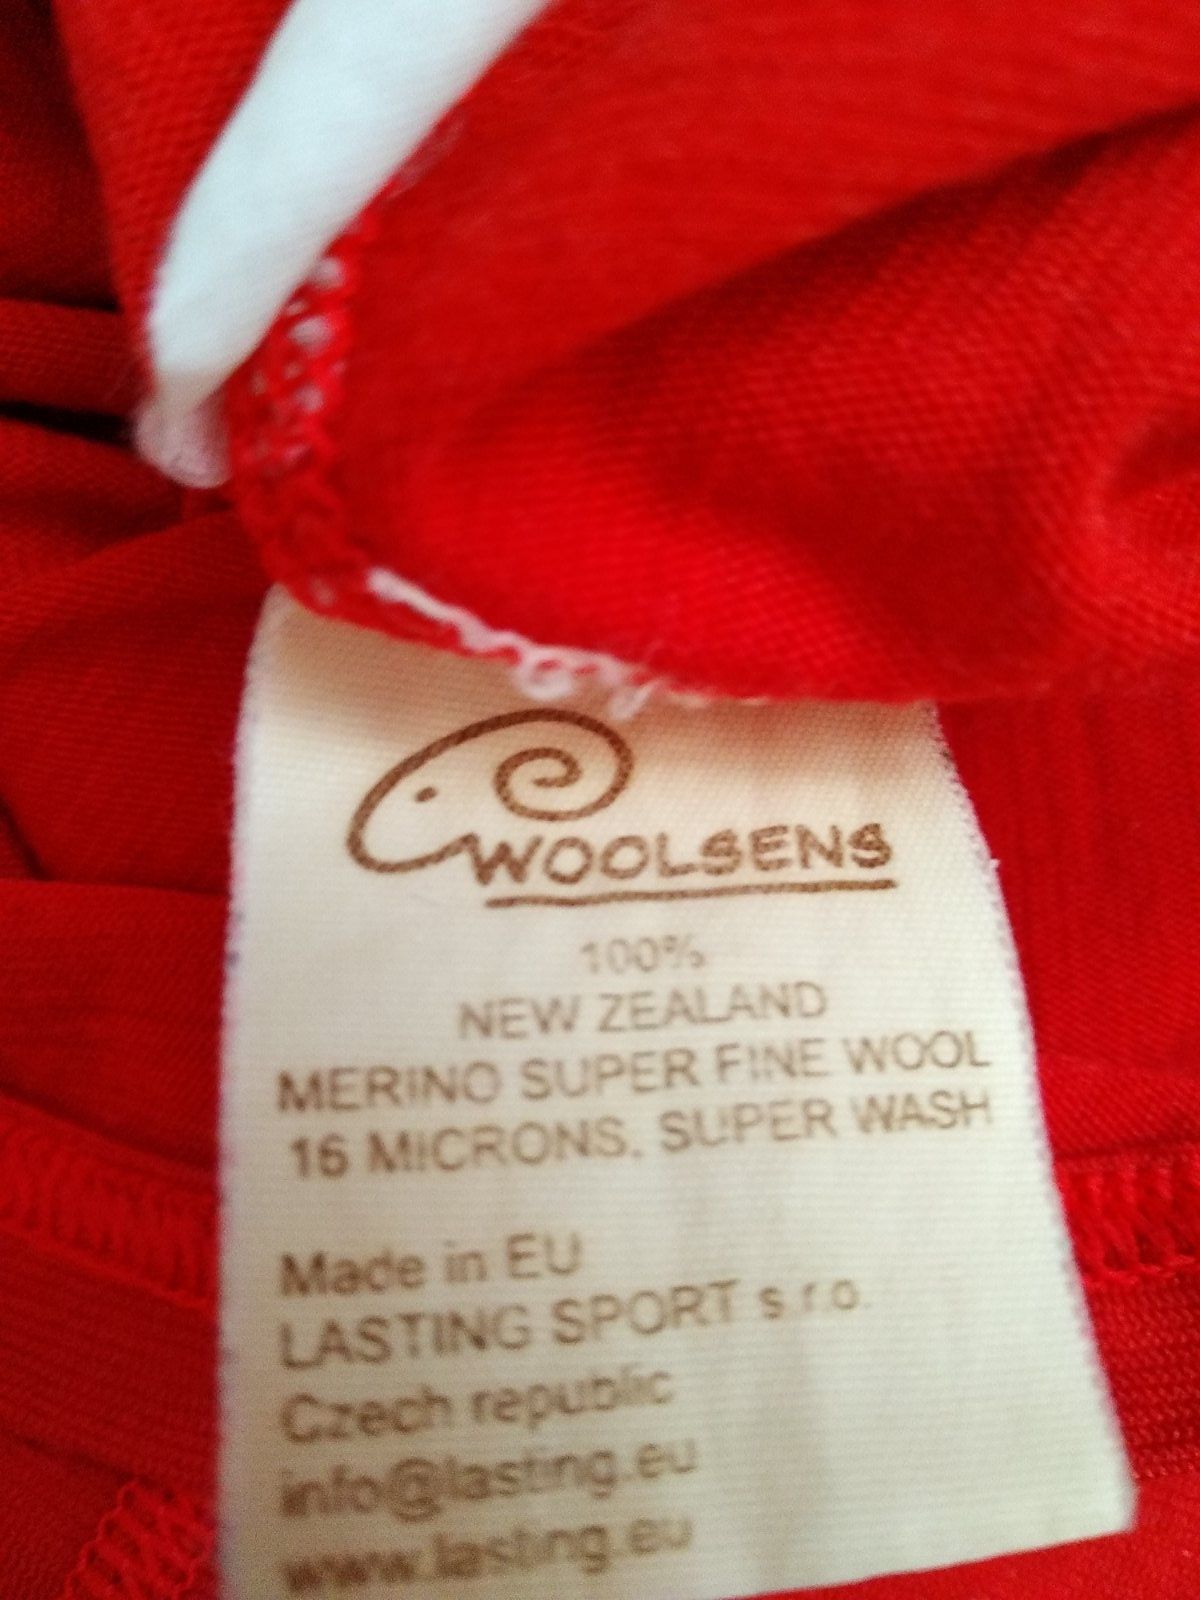 WOOLSENS
100%
NEW ZEALAND
MERINO SUPER FINE WOOL
16 MICRONS, SUPER WASH
Made in EU
LASTING SPORT s.r.o.
Czech republic
info@lasting.eu
www.lasting.eu